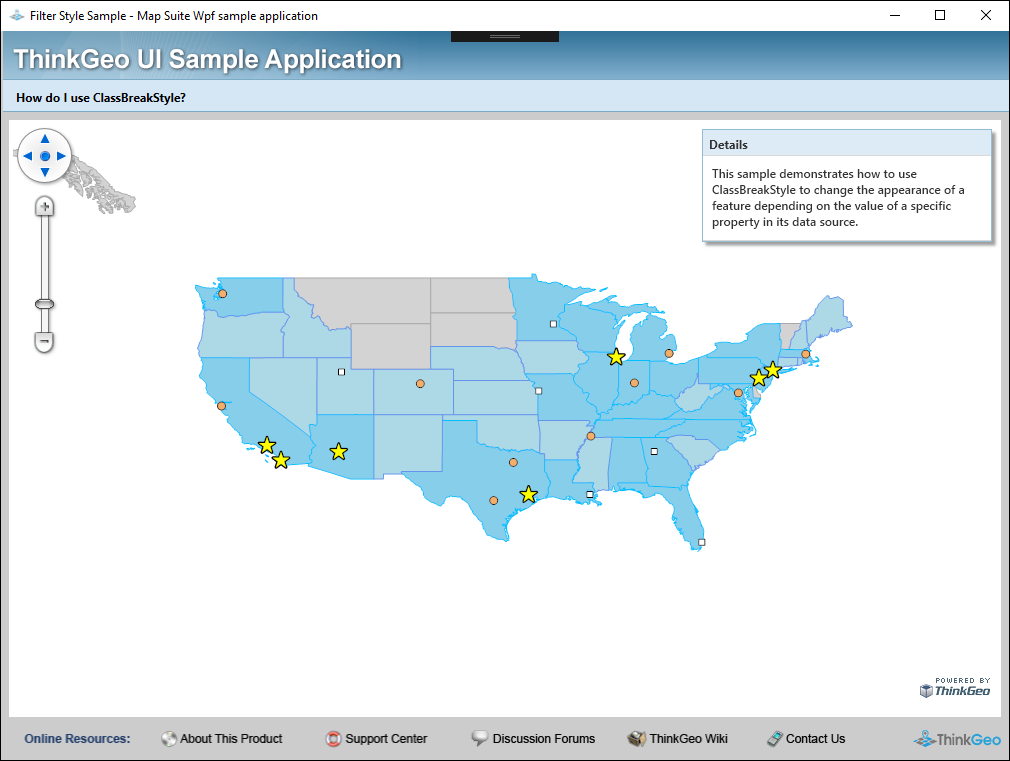 Filter Style Sample - Map Suite Wpf sample application
ThinkGeo UI Sample Application
How do I use ClassBreakStyle?
Details
This sample demonstrates how to use
ClassBreakStyle to change the appearance of a
feature depending on the value of a specific
property in its data source.
POWERED BY
ThinkGeo
Online Resources:
About This Product
Support Center
Discussion Forums
ThinkGeo Wiki
Contact Us
ThinkGeo